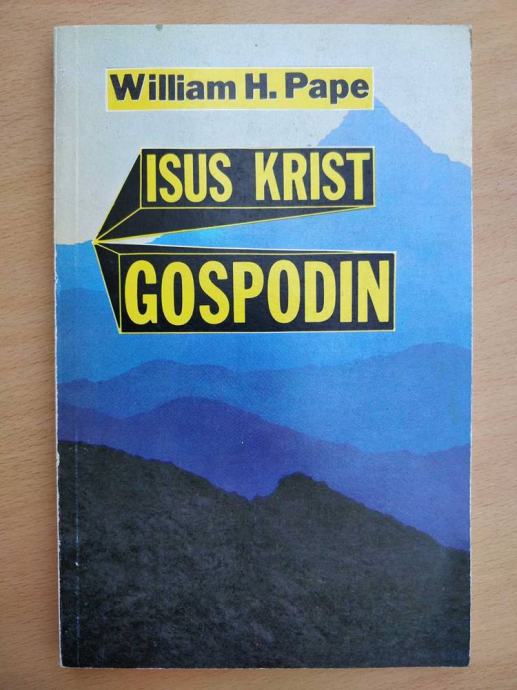 William H. Pape
ISUS KRIST
GOSPODIN